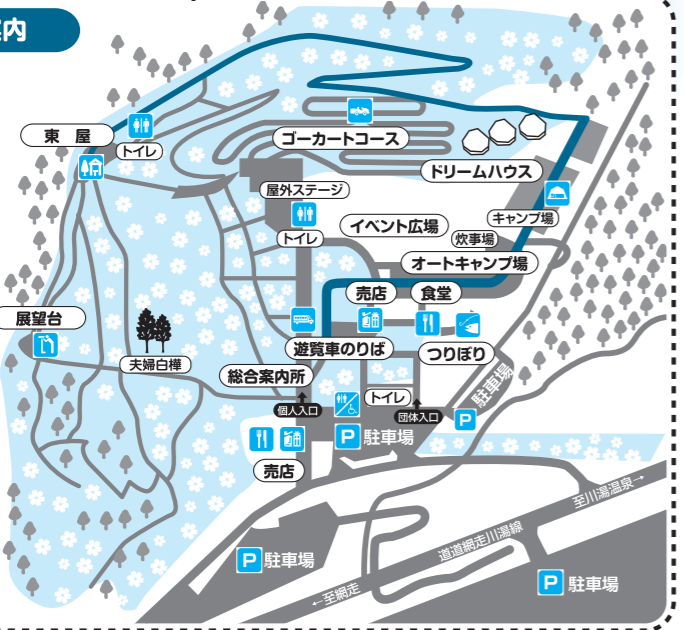 案内
東 屋
トイレ
ゴーカートコース
ドリームハウス
屋外ステージ
トイレ
イベント広場
キャンプ場
炊事場
オートキャンプ場
売店
食堂
展望台
夫婦白樺
遊覧車のりば
つりぼり
総合案内所
個人入口
トイレ
団体入口
駐車場
P
P 駐車場
売店
至川湯温泉→
道道網走川湯線
P 駐車場
←至網走
P 駐車場